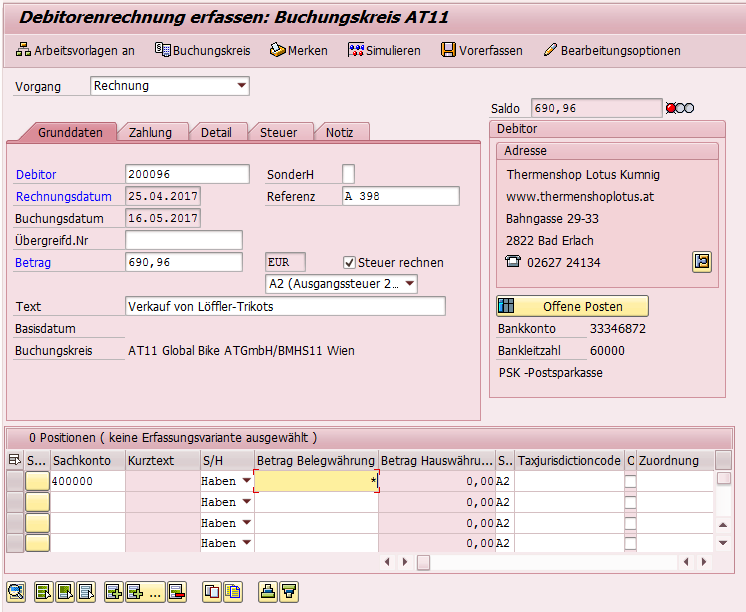 Debitorenrechnung erfassen: Buchungskreis AT11
Arbeitsvorlagen an Buchungskreis Merken Simulieren Vorerfassen Bearbeitungsoptionen
Vorgang Rechnung
Saldo 690,96
Grunddaten Zahlung Detail Steuer Notiz
Debitor 200096 SonderH
Rechnungsdatum 25.04.2017 Referenz A 398
Buchungsdatum 16.05.2017
Übergreifd.Nr
Betrag 690,96 EUR Steuer rechnen
A2 (Ausgangssteuer 2...
Text Verkauf von Löffler-Trikots
Basisdatum
Buchungskreis AT11 Global Bike ATGmbH/BMHS11 Wien
Debitor
Adresse
Thermenshop Lotus Kumnig
www.thermenshoplotus.at
Bahngasse 29-33
2822 Bad Erlach
02627 24134
Offene Posten
Bankkonto 33346872
Bankleitzahl 60000
PSK -Postsparkasse
0 Positionen ( keine Erfassungsvariante ausgewählt )
S... Sachkonto Kurztext S/H Betrag Belegwährung Betrag Hauswähru... S.. Taxjurisdictioncode O Zuordnung
400000 Haben * 0,00 A2
Haben 0,00 A2
Haben 0,00 A2
Haben 0,00 A2
...